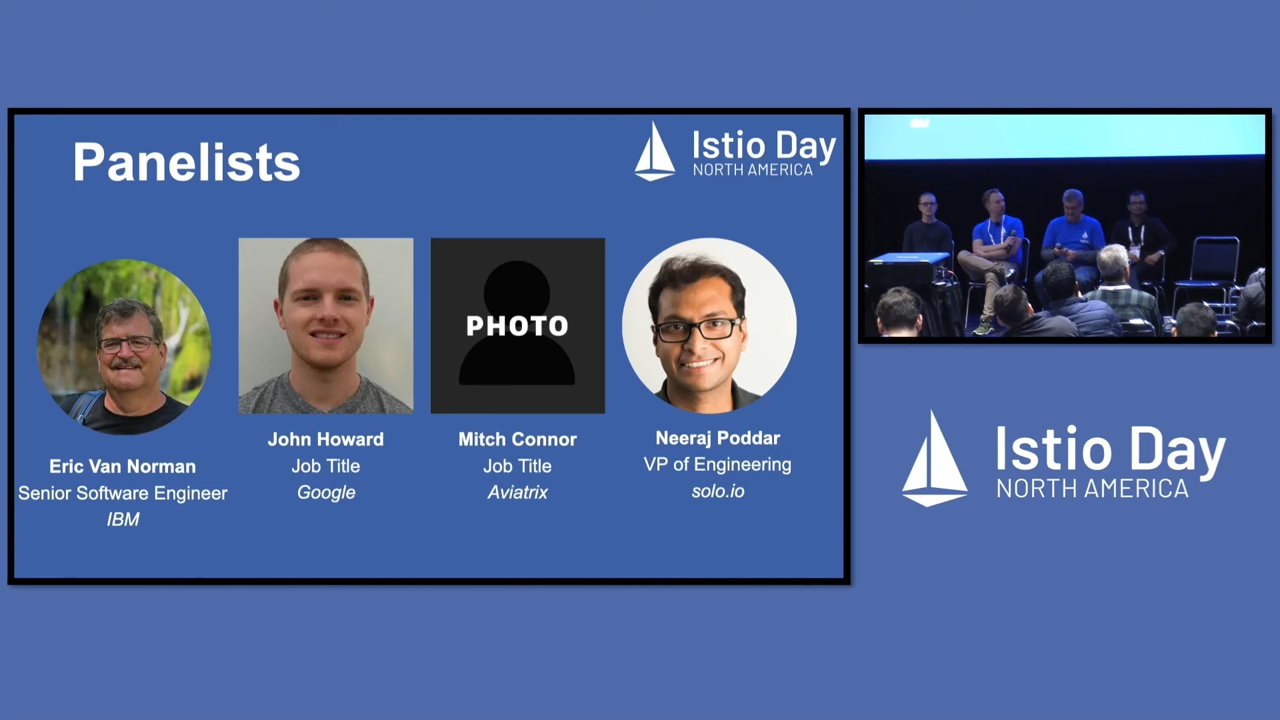 Panelists
Istio Day
NORTH AMERICA
PHOTO
Eric Van Norman
Senior Software Engineer
IBM
John Howard
Job Title
Google
Mitch Connor
Job Title
Aviatrix
Neeraj Poddar
VP of Engineering
solo.io
Istio Day
NORTH AMERICA